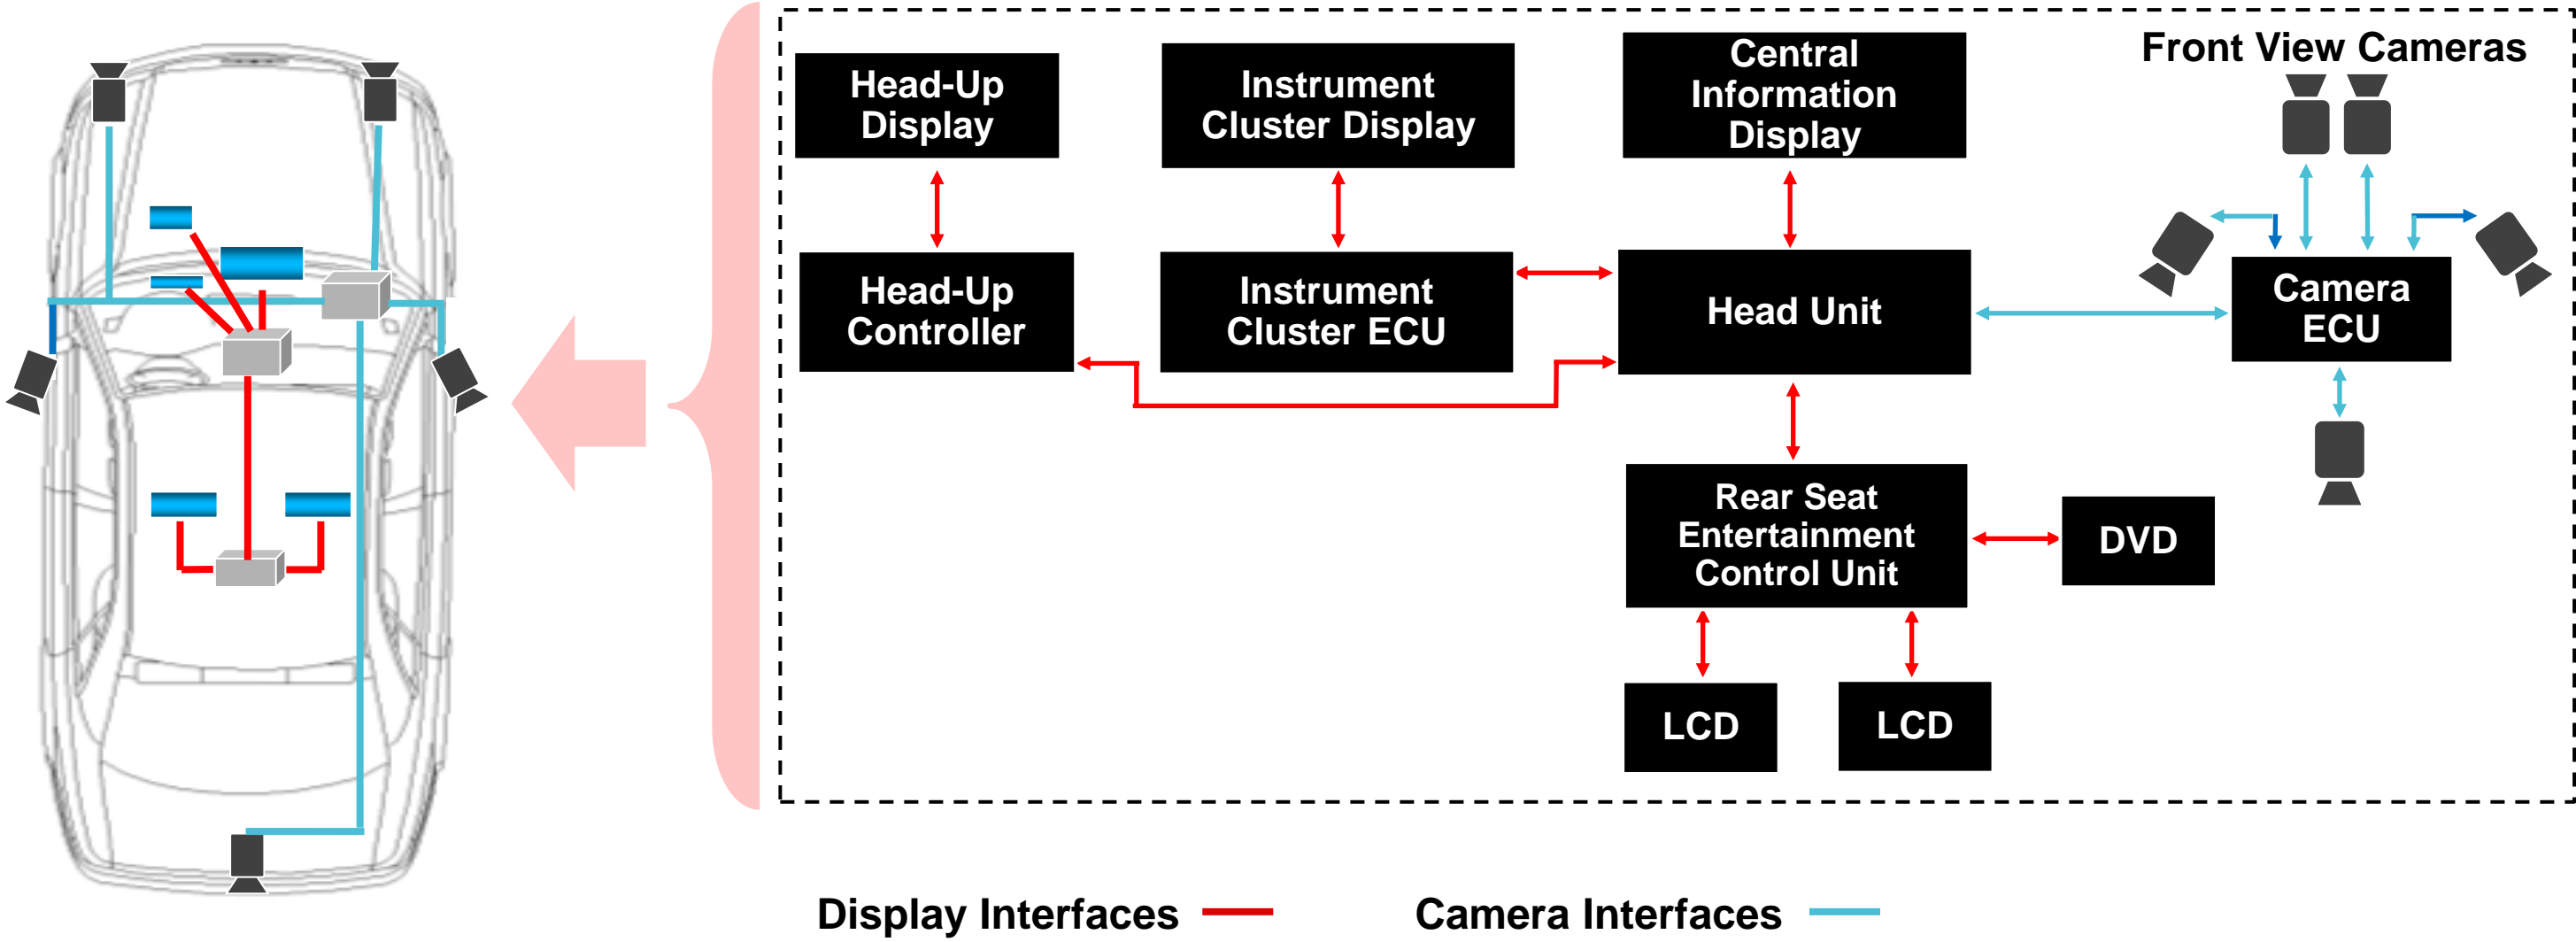 Head-Up
Display
Instrument
Cluster Display
Central
Information
Display
Front View Cameras
Head-Up
Controller
Instrument
Cluster ECU
Head Unit
Camera
ECU
Rear Seat
Entertainment
Control Unit
DVD
LCD
LCD
Display Interfaces
Camera Interfaces